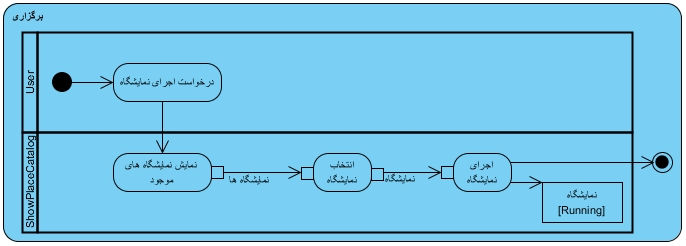 برگزاری
User
درخواست اجرای نمایشگاه
ShowPlaceCatalog
نمایش نمایشگاه های
موجود
نمایشگاه ها
انتخاب
نمایشگاه
نمایشگاه
اجرای
نمایشگاه
نمایشگاه
[Running]